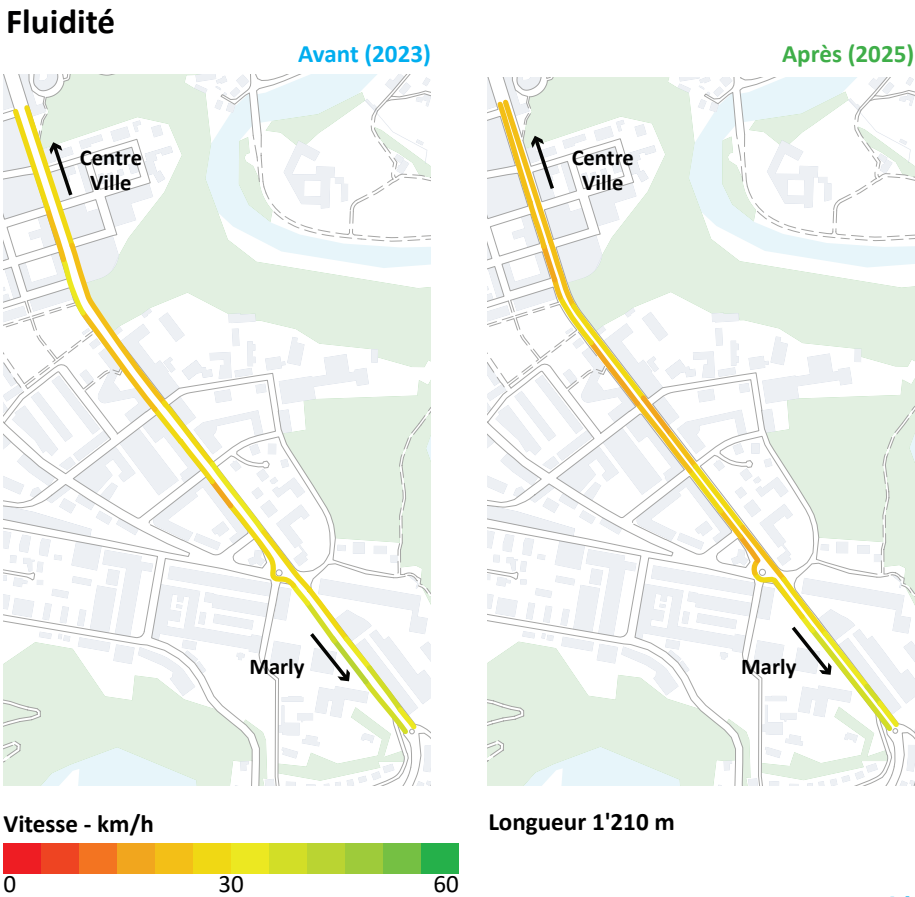 Fluidité
Avant (2023)
Après (2025)
Centre
Ville
Centre
Ville
Marly
Marly
Vitesse - km/h
Longueur 1'210 m
0
30
60